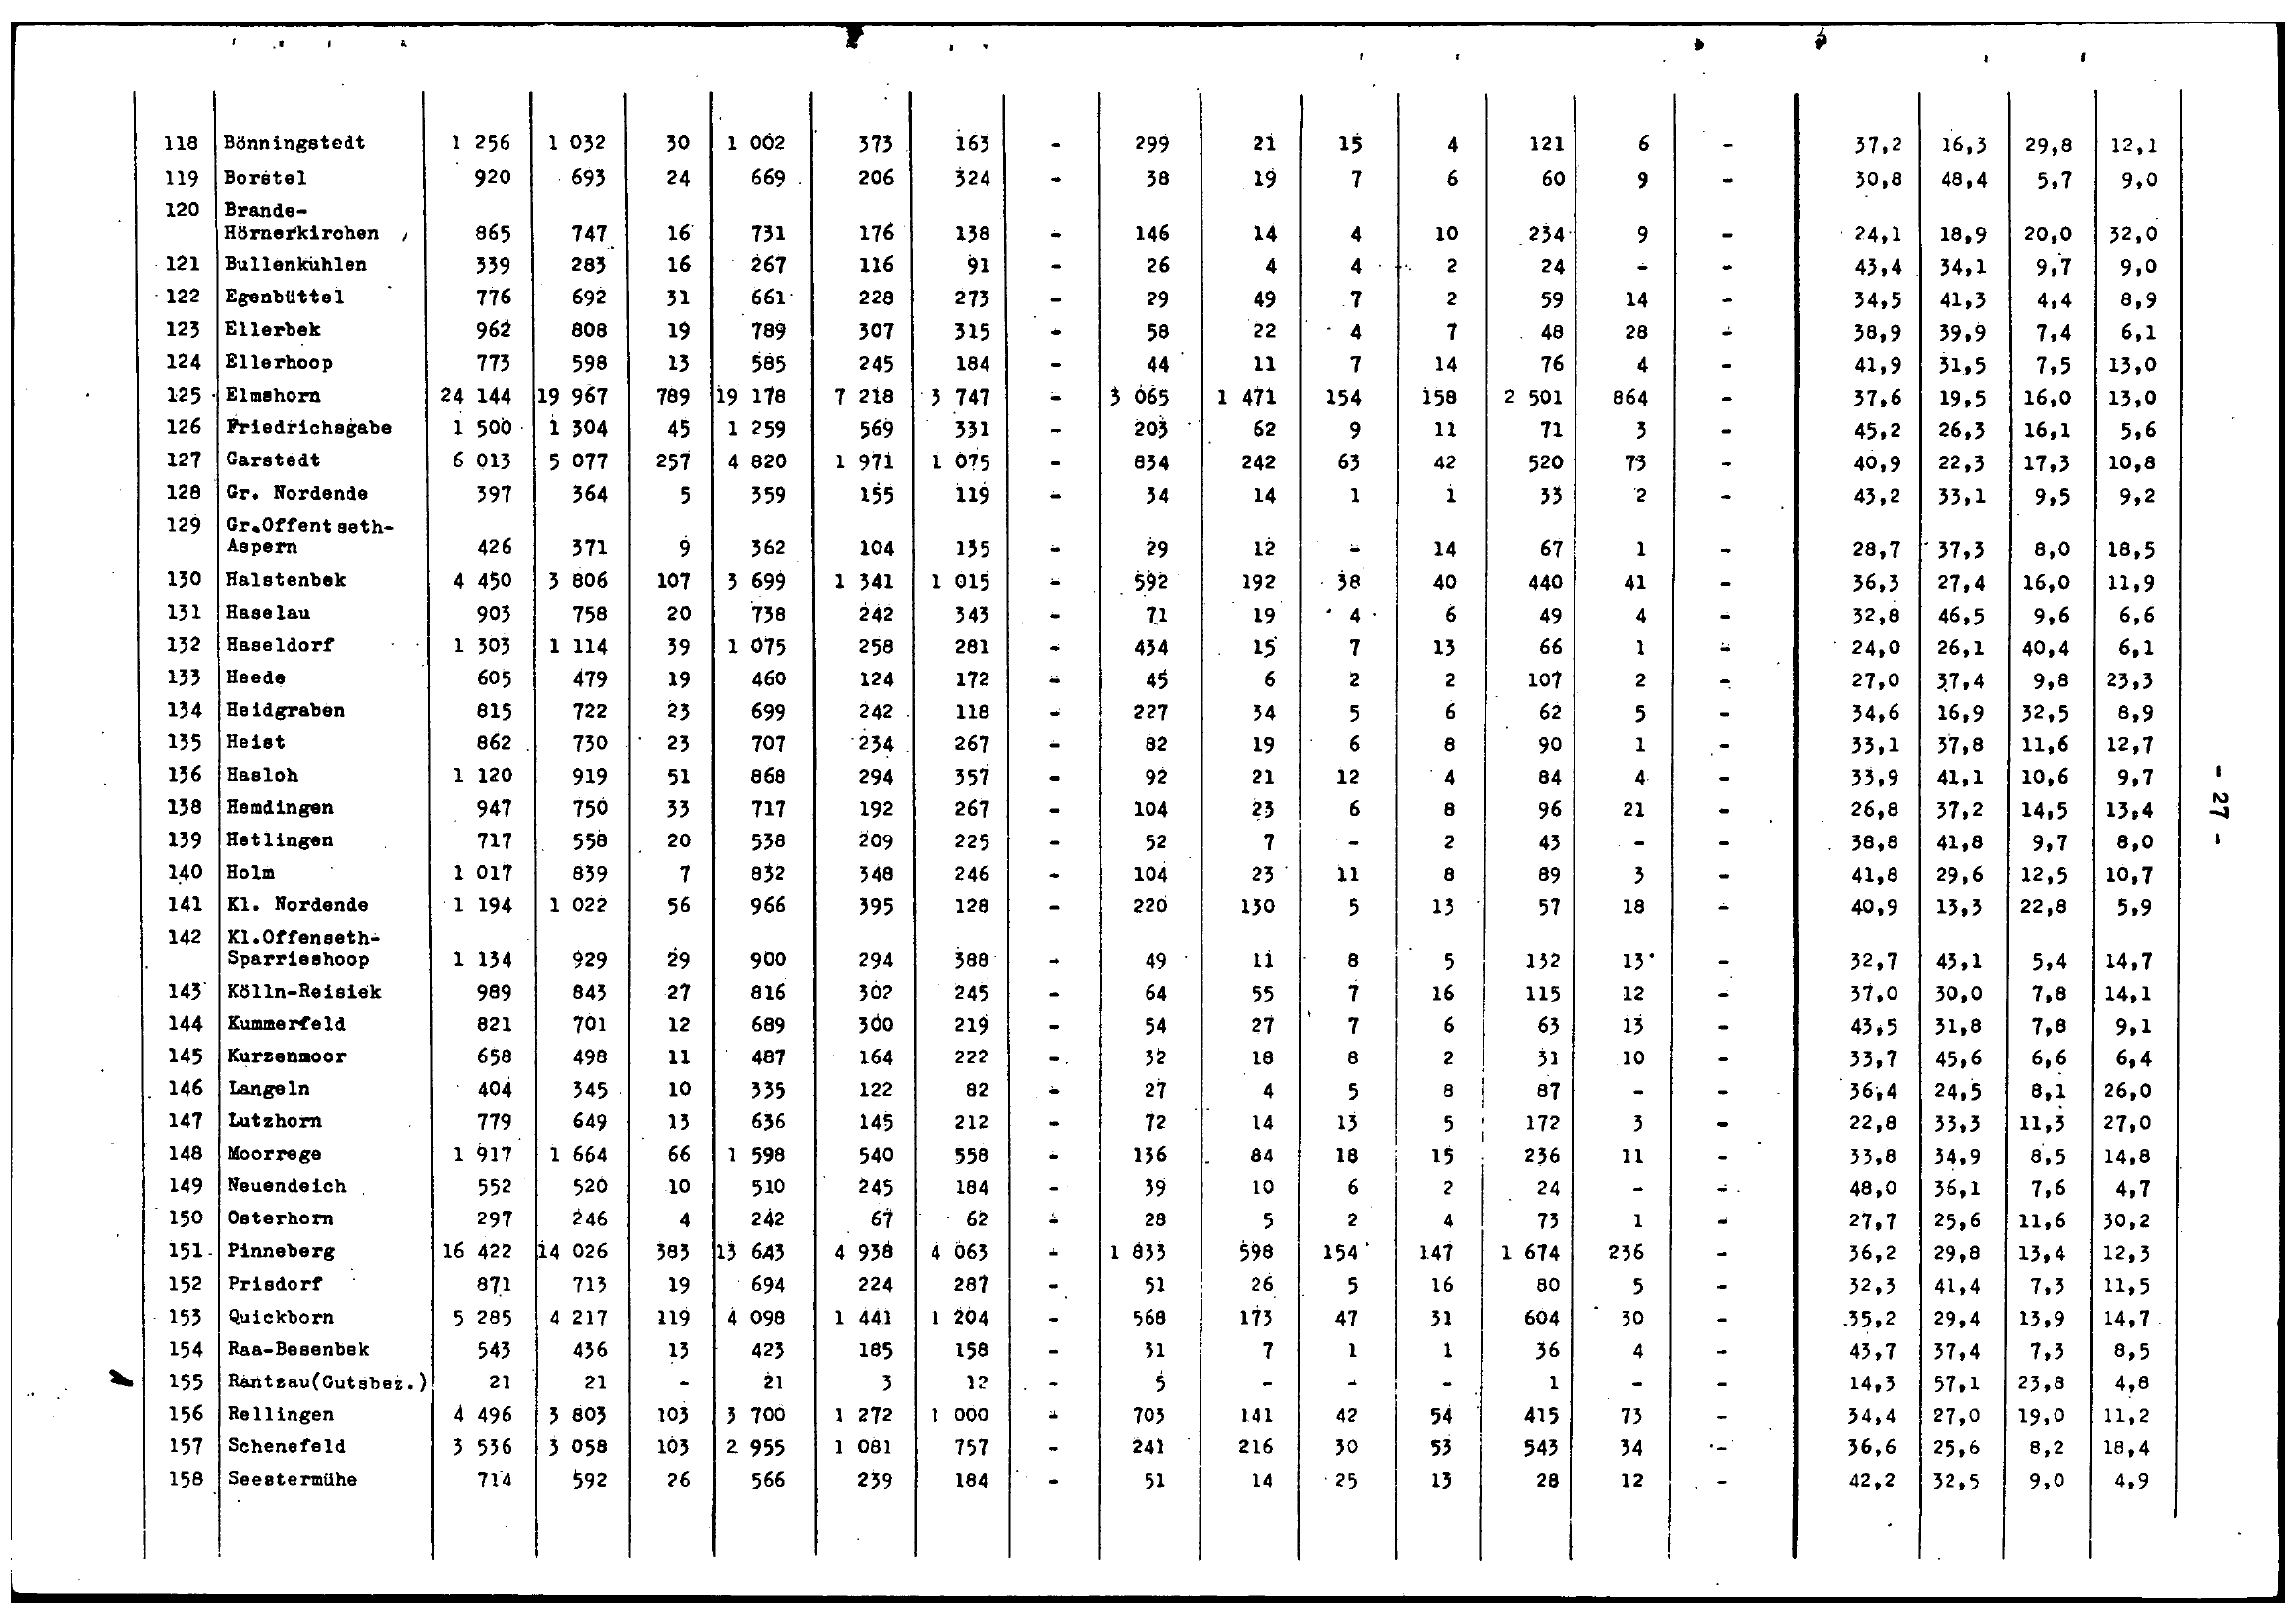 118 Bönningstedt 1 256 1 032 30 1 002 373 163 - 299 21 15 4 121 6 - 37,2 16,3 29,8 12,1
119 Borstel 920 693 24 669 206 324 - 38 19 7 6 60 9 - 30,8 48,4 5,7 9,0
120 Brande-
Hörnerkirchen 865 747 16 731 176 138 - 146 14 4 10 234 9 - 24,1 18,9 20,0 32,0
121 Bullenkuhlen 339 283 16 267 116 91 - 26 4 4 2 24 - - 43,4 34,1 9,7 9,0
122 Egenbüttel 776 692 31 661 228 273 - 29 49 7 2 59 14 - 34,5 41,3 4,4 8,9
123 Ellerbek 962 808 19 789 307 315 - 58 22 4 7 48 28 - 38,9 39,9 7,4 6,1
124 Ellerhoop 773 598 13 585 245 184 - 44 11 7 14 76 4 - 41,9 31,5 7,5 13,0
125 Elmshorn 24 144 19 967 789 19 178 7 218 3 747 - 3 065 1 471 154 158 2 501 864 - 37,6 19,5 16,0 13,0
126 Friedrichsgabe 1 500 1 304 45 1 259 569 331 - 203 62 9 11 71 3 - 45,2 26,3 16,1 5,6
127 Garstedt 6 013 5 077 257 4 820 1 971 1 075 - 834 242 63 42 520 73 - 40,9 22,3 17,3 10,8
128 Gr. Nordende 397 364 5 359 155 119 - 34 14 1 1 33 2 - 43,2 33,1 9,5 9,2
129 Gr.Offentseth-
Aspern 426 371 9 362 104 135 - 29 12 - 14 67 1 - 28,7 37,3 8,0 18,5
130 Halstenbek 4 450 3 806 107 3 699 1 341 1 015 - 592 192 38 40 440 41 - 36,3 27,4 16,0 11,9
131 Haselau 903 758 20 738 242 343 - 71 19 4 6 49 4 - 32,8 46,5 9,6 6,6
132 Haseldorf 1 303 1 114 39 1 075 258 281 - 434 15 7 13 66 1 - 24,0 26,1 40,4 6,1
133 Heede 605 479 19 460 124 172 - 45 6 2 2 107 2 - 27,0 37,4 9,8 23,3
134 Heidgraben 815 722 23 699 242 118 - 227 34 5 6 62 5 - 34,6 16,9 32,5 8,9
135 Heist 862 730 23 707 234 267 - 82 19 6 8 90 1 - 33,1 37,8 11,6 12,7
136 Hasloh 1 120 919 51 868 294 357 - 92 21 12 4 84 4 - 33,9 41,1 10,6 9,7
138 Hemdingen 947 750 33 717 192 267 - 104 23 6 8 96 21 - 26,8 37,2 14,5 13,4
139 Hetlingen 717 558 20 538 209 225 - 52 7 - 2 43 - - 38,8 41,8 9,7 8,0
140 Holm 1 017 839 7 832 348 246 - 104 23 11 8 89 3 - 41,8 29,6 12,5 10,7
141 Kl. Nordende 1 194 1 022 56 966 395 128 - 220 130 5 13 57 18 - 40,9 13,3 22,8 5,9
142 Kl.Offenseth-
Sparrieshoop 1 134 929 29 900 294 388 - 49 11 8 5 132 13 - 32,7 43,1 5,4 14,7
143 Kölln-Reisiek 989 843 27 816 302 245 - 64 55 7 16 115 12 - 37,0 30,0 7,8 14,1
144 Kummerfeld 821 701 12 689 300 219 - 54 27 7 6 63 13 - 43,5 31,8 7,8 9,1
145 Kurzenmoor 658 498 11 487 164 222 - 32 18 8 2 31 10 - 33,7 45,6 6,6 6,4
146 Langeln 404 345 10 335 122 82 - 27 4 5 8 87 - - 36,4 24,5 8,1 26,0
147 Lutzhorn 779 649 13 636 145 212 - 72 14 13 5 172 3 - 22,8 33,3 11,3 27,0
148 Moorrege 1 917 1 664 66 1 598 540 558 - 136 84 18 15 236 11 - 33,8 34,9 8,5 14,8
149 Neuendeich 552 520 10 510 245 184 - 39 10 6 2 24 - - 48,0 36,1 7,6 4,7
150 Osterhorn 297 246 4 242 67 62 - 28 5 2 4 73 1 - 27,7 25,6 11,6 30,2
151 Pinneberg 16 422 14 026 383 13 643 4 938 4 063 - 1 833 598 154 147 1 674 236 - 36,2 29,8 13,4 12,3
152 Prisdorf 871 713 19 694 224 287 - 51 26 5 16 80 5 - 32,3 41,4 7,3 11,5
153 Quickborn 5 285 4 217 119 4 098 1 441 1 204 - 568 173 47 31 604 30 - 35,2 29,4 13,9 14,7
154 Raa-Besenbek 543 436 13 423 185 158 - 31 7 1 1 36 4 - 43,7 37,4 7,3 8,5
155 Rantzau(Gutsbez.) 21 21 - 21 3 12 - 5 - - - 1 - - 14,3 57,1 23,8 4,8
156 Rellingen 4 496 3 803 103 3 700 1 272 1 000 - 703 141 42 54 415 73 - 34,4 27,0 19,0 11,2
157 Schenefeld 3 536 3 058 103 2 955 1 081 757 - 241 216 30 53 543 34 - 36,6 25,6 8,2 18,4
158 Seestermühe 714 592 26 566 239 184 - 51 14 25 13 28 12 - 42,2 32,5 9,0 4,9
- 27 -